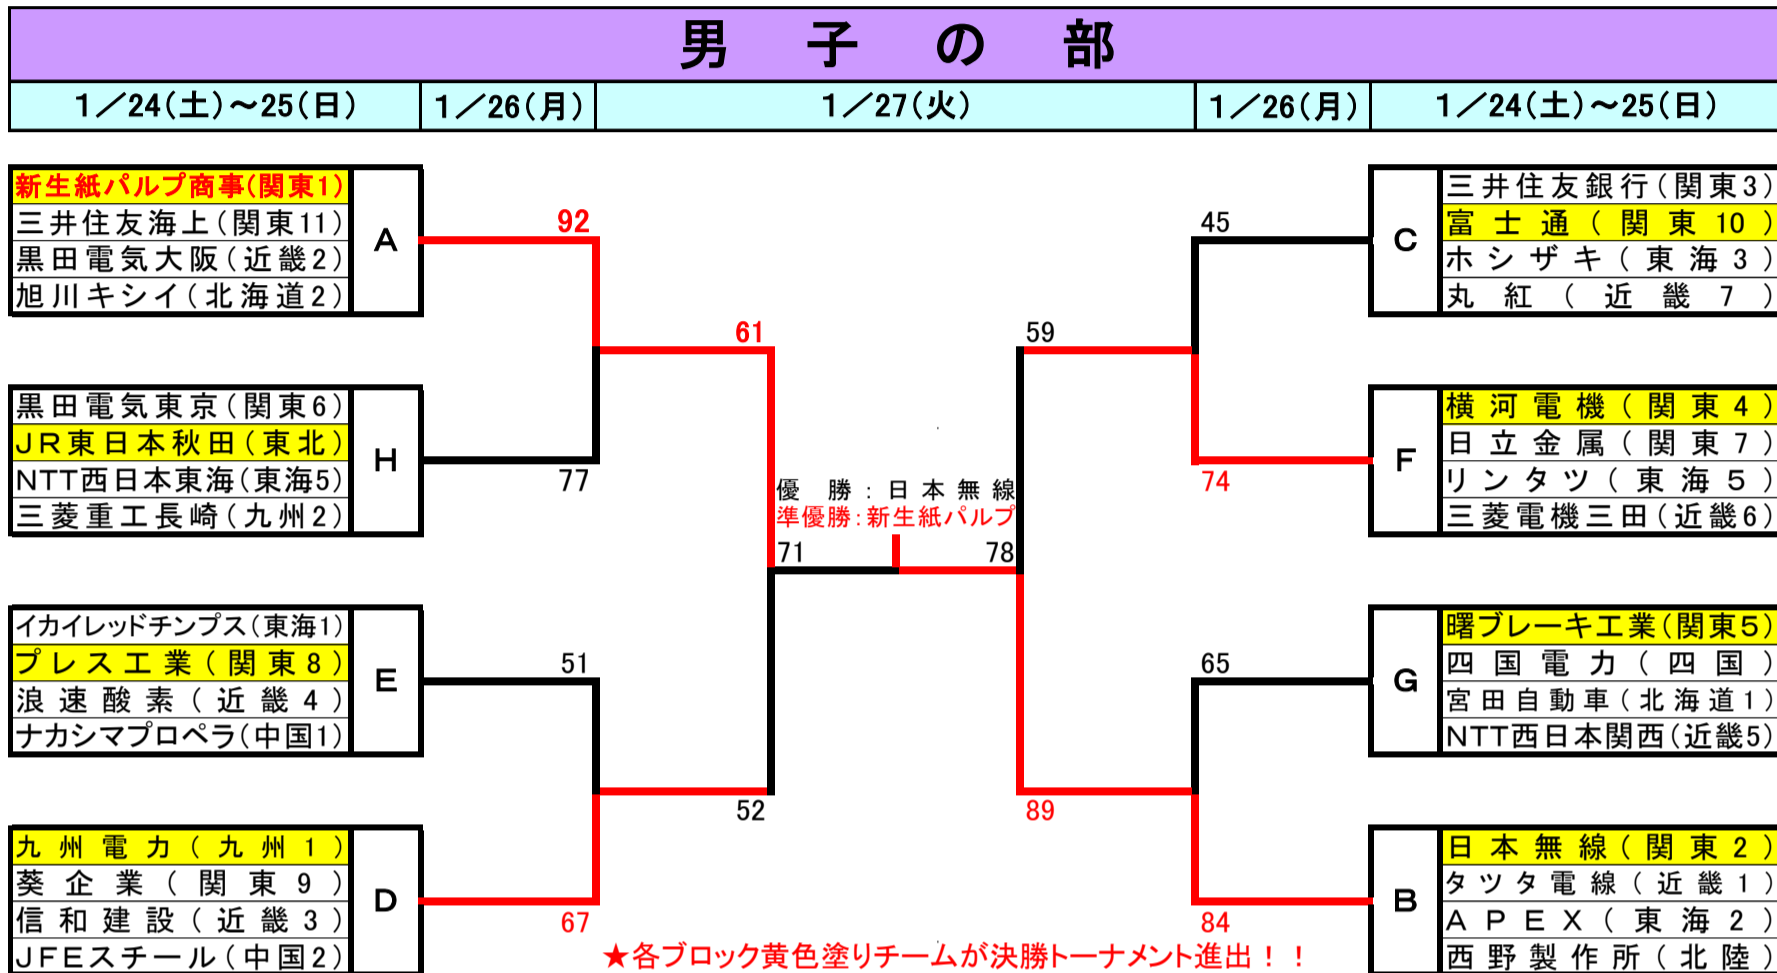 男子の部
1／24(土)～25(日)
1／26(月)
1／27(火)
1／26(月)
1／24(土)～25(日)
新生紙パルプ商事(関東1)
三井住友海上(関東11)
黒田電気大阪(近畿2)
旭川キシイ(北海道2)
A
92
黒田電気東京(関東6)
JR東日本秋田(東北)
NTT西日本東海(東海5)
三菱重工長崎(九州2)
H
77
61
イカイレッドチンプス(東海1)
プレス工業(関東8)
浪速酸素(近畿4)
ナカシマプロペラ(中国1)
E
51
九州電力(九州1)
葵企業(関東9)
信和建設(近畿3)
JFEスチール(中国2)
D
67
52
優勝：日本無線
準優勝：新生紙パルプ
71
78
45
C
三井住友銀行(関東3)
富士通(関東10)
ホシザキ(東海3)
丸紅(近畿7)
59
74
F
横河電機(関東4)
日立金属(関東7)
リンタツ(東海5)
三菱電機三田(近畿6)
65
G
曙ブレーキ工業(関東5)
四国電力(四国)
宮田自動車(北海道1)
NTT西日本関西(近畿5)
89
84
B
日本無線(関東2)
タツタ電線(近畿1)
APEX(東海2)
西野製作所(北陸)
★各ブロック黄色塗りチームが決勝トーナメント進出！！